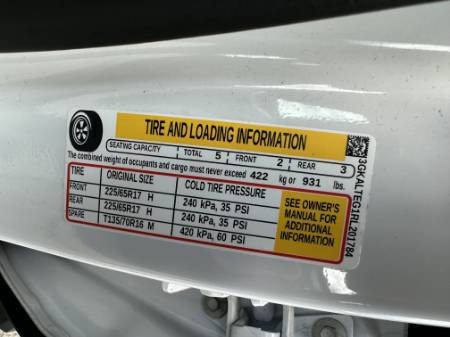 TIRE AND LOADING INFORMATION
SEATING CAPACITY TOTAL 5 FRONT 2 REAR 3
The combined weight of occupants and cargo must never exceed 422 kg or 931 lbs.
TIRE ORIGINAL SIZE COLD TIRE PRESSURE
FRONT 225/65R17 H 240 kPa, 35 PSI
REAR 225/65R17 H 240 kPa, 35 PSI
SPARE T135/70R16 M 420 kPa, 60 PSI
SEE OWNER'S
MANUAL FOR
ADDITIONAL
INFORMATION
3GKALTEG1RL201784